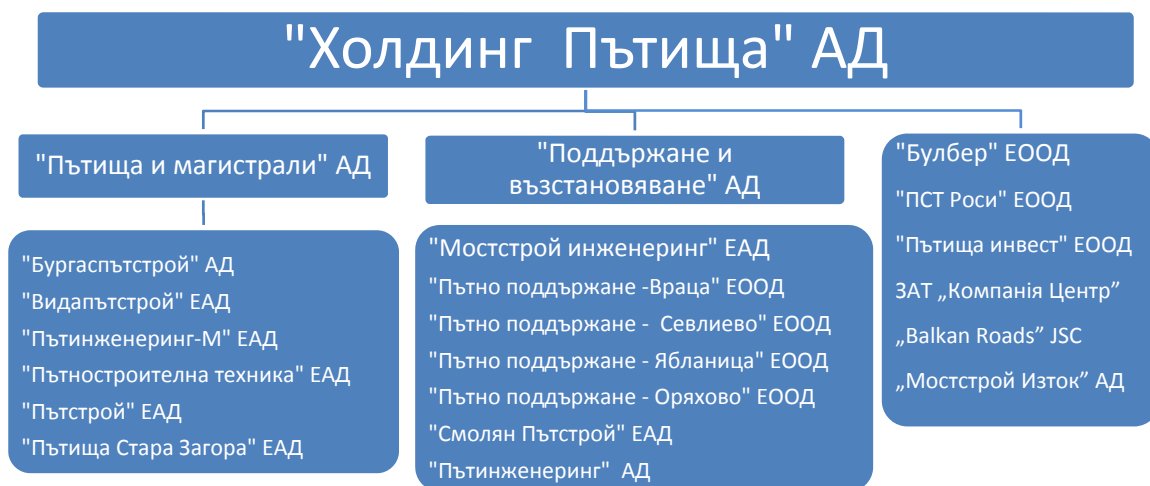 "Холдинг Пътища" АД
"Пътища и магистрали" АД
"Бургаспътстрой" АД
"Видапътстрой" ЕАД
"Пътинженеринг-М" ЕАД
"Пътностроителна техника" ЕАД
"Пътстрой" ЕАД
"Пътища Стара Загора" ЕАД
"Поддържане и
възстановяване" АД
"Мостстрой инженеринг" ЕАД
"Пътно поддържане -Враца" ЕООД
"Пътно поддържане - Севлиево" ЕООД
"Пътно поддържане - Ябланица" ЕООД
"Пътно поддържане - Оряхово" ЕООД
"Смолян Пътстрой" ЕАД
"Пътинженеринг" АД
"Булбер" ЕООД
"ПСТ Роси" ЕООД
"Пътища инвест" ЕООД
ЗАТ „Компанія Центр”
„Balkan Roads” JSC
„Мостстрой Изток” АД